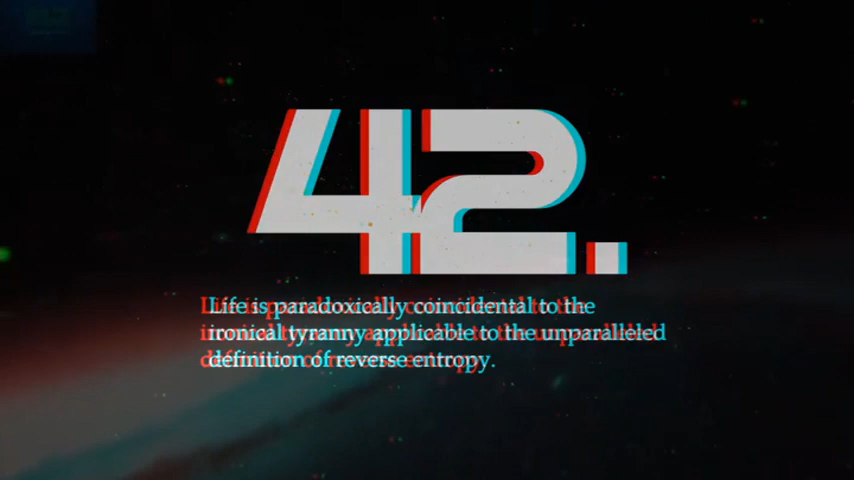 42.
Life is paradoxically coincidental to the
ironical tyranny applicable to the unparalleled
definition of reverse entropy.